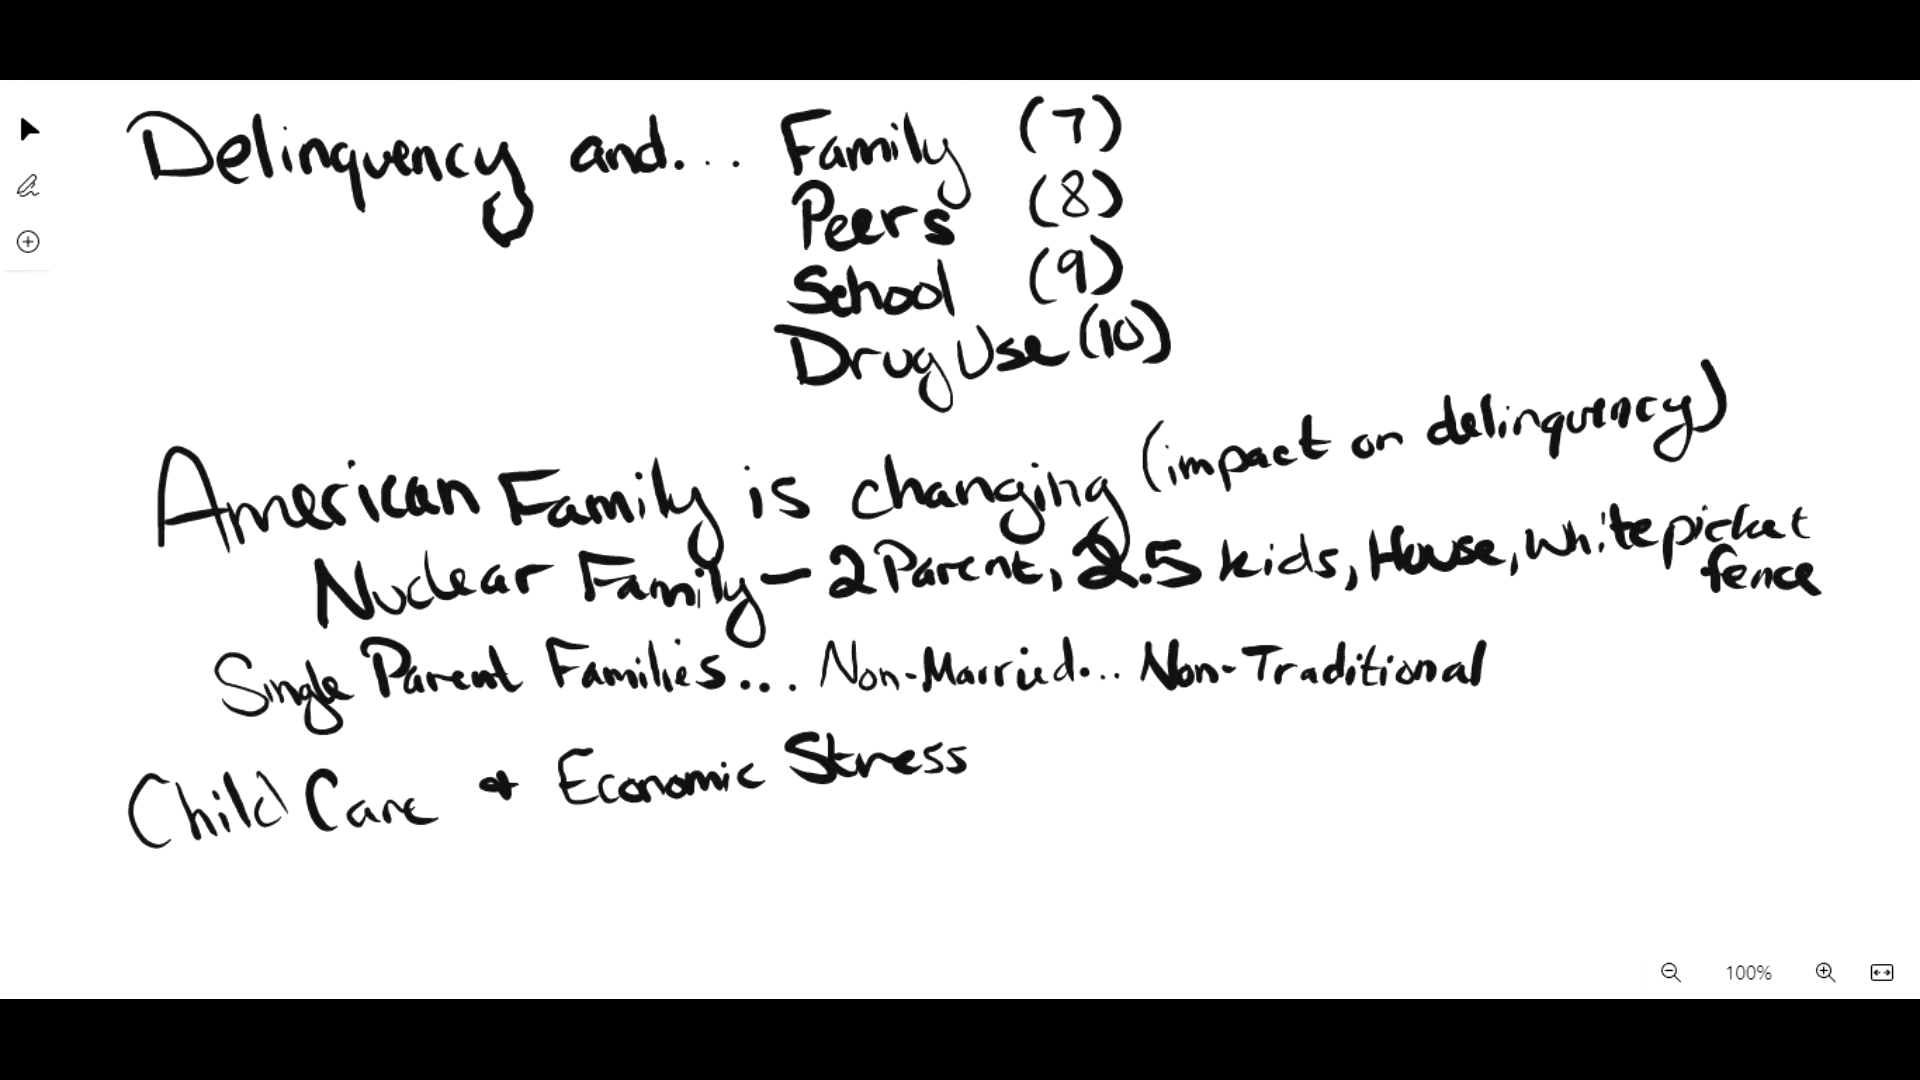 Delinquency and... Family (7)
Peers (8)
School (9)
Drug Use (10)
American Family is changing (impact on delinquency)
Nuclear Family - 2 Parent, 2.5 kids, House, white picket
fence
Single Parent Families... Non-Married... Non-Traditional
Child Care + Economic Stress
100%